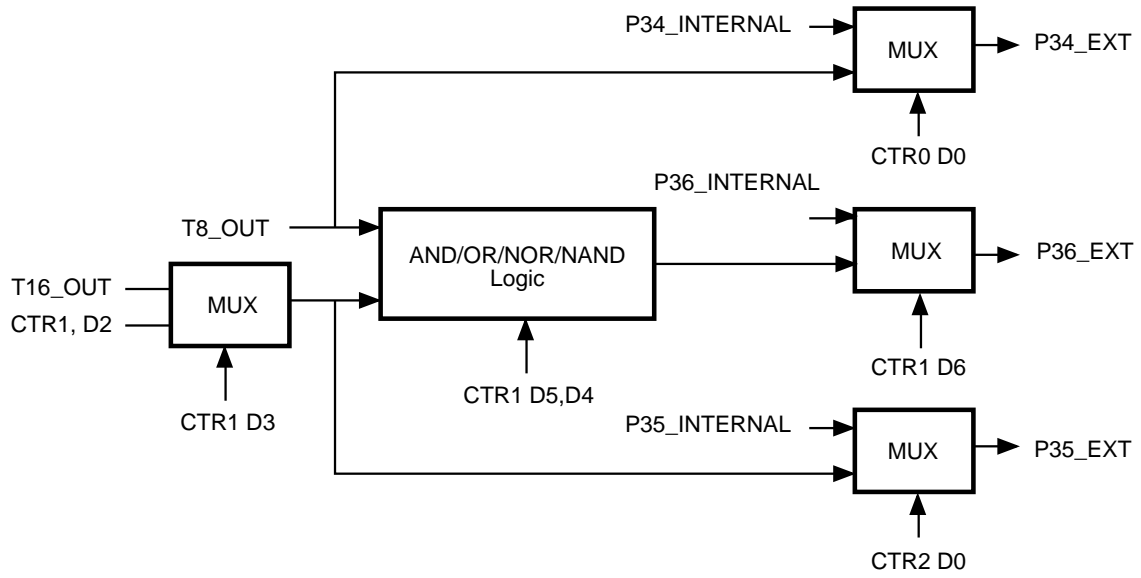 P34_INTERNAL
MUX
P34_EXT
CTR0 D0
P36_INTERNAL
T8_OUT
AND/OR/NOR/NAND
Logic
MUX
P36_EXT
T16_OUT
MUX
CTR1, D2
CTR1 D6
CTR1 D5,D4
CTR1 D3
P35_INTERNAL
MUX
P35_EXT
CTR2 D0